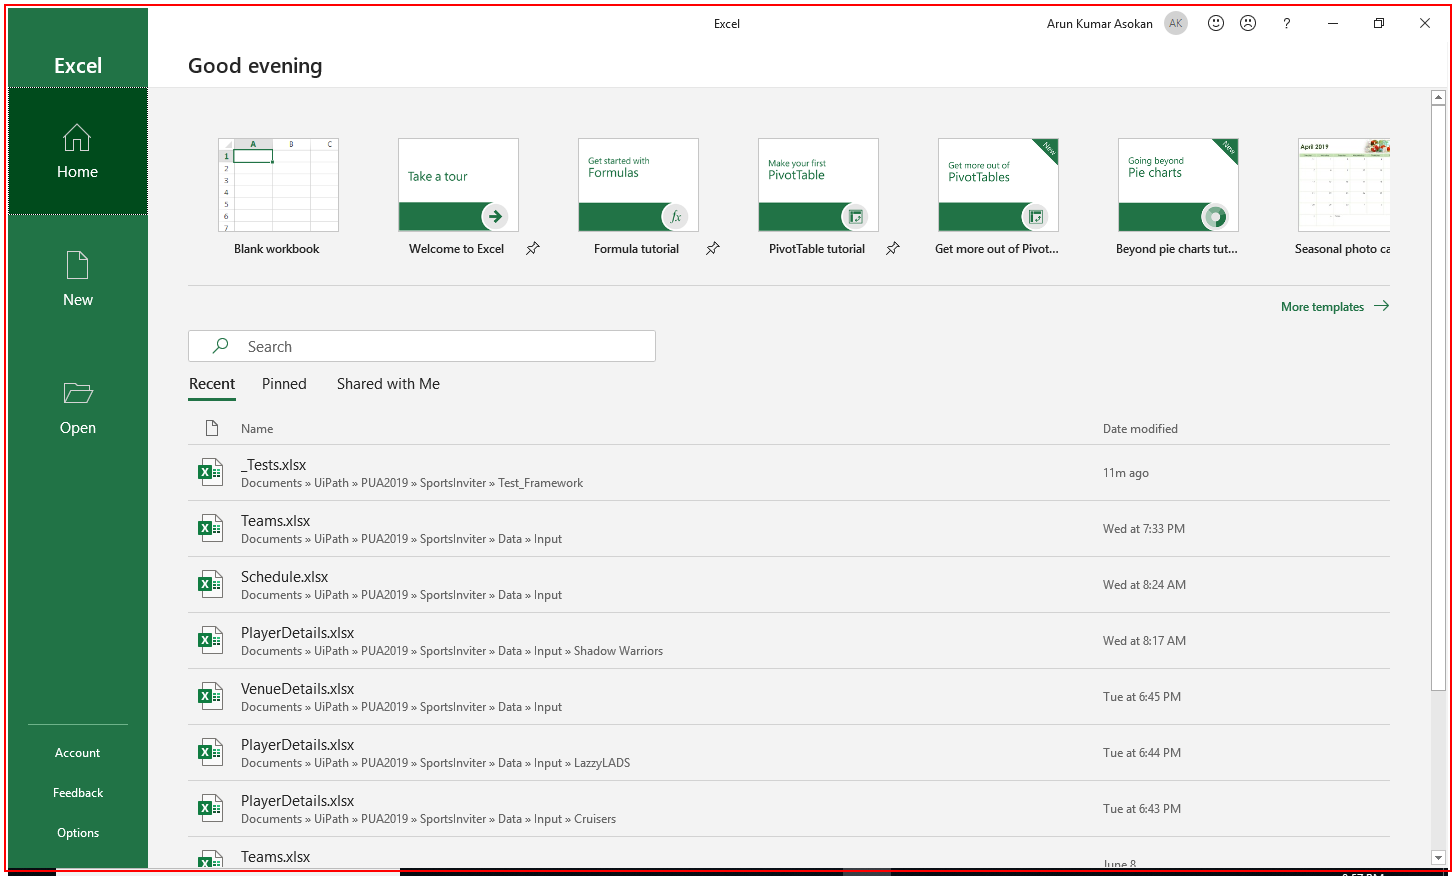 Excel
Arun Kumar Asokan
AK
?
Excel
Good evening
Home
New
Open
Account
Feedback
Options
A B C
1
2
3
4
5
6
7
Blank workbook
Take a tour
Welcome to Excel
Get started with
Formulas
fx
Formula tutorial
Make your first
PivotTable
PivotTable tutorial
New
Get more out of
PivotTables
Get more out of Pivot...
New
Going beyond
Pie charts
Beyond pie charts tut...
April 2019
Seasonal photo ca
More templates
Search
Recent Pinned Shared with Me
Name Date modified
_Tests.xlsx
Documents » UiPath » PUA2019 » SportsInviter » Test_Framework
11m ago
Teams.xlsx
Documents » UiPath » PUA2019 » SportsInviter » Data » Input
Wed at 7:33 PM
Schedule.xlsx
Documents » UiPath » PUA2019 » SportsInviter » Data » Input
Wed at 8:24 AM
PlayerDetails.xlsx
Documents » UiPath » PUA2019 » SportsInviter » Data » Input » Shadow Warriors
Wed at 8:17 AM
VenueDetails.xlsx
Documents » UiPath » PUA2019 » SportsInviter » Data » Input
Tue at 6:45 PM
PlayerDetails.xlsx
Documents » UiPath » PUA2019 » SportsInviter » Data » Input » LazzyLADS
Tue at 6:44 PM
PlayerDetails.xlsx
Documents » UiPath » PUA2019 » SportsInviter » Data » Input » Cruisers
Tue at 6:43 PM
Teams.xlsx
June 8